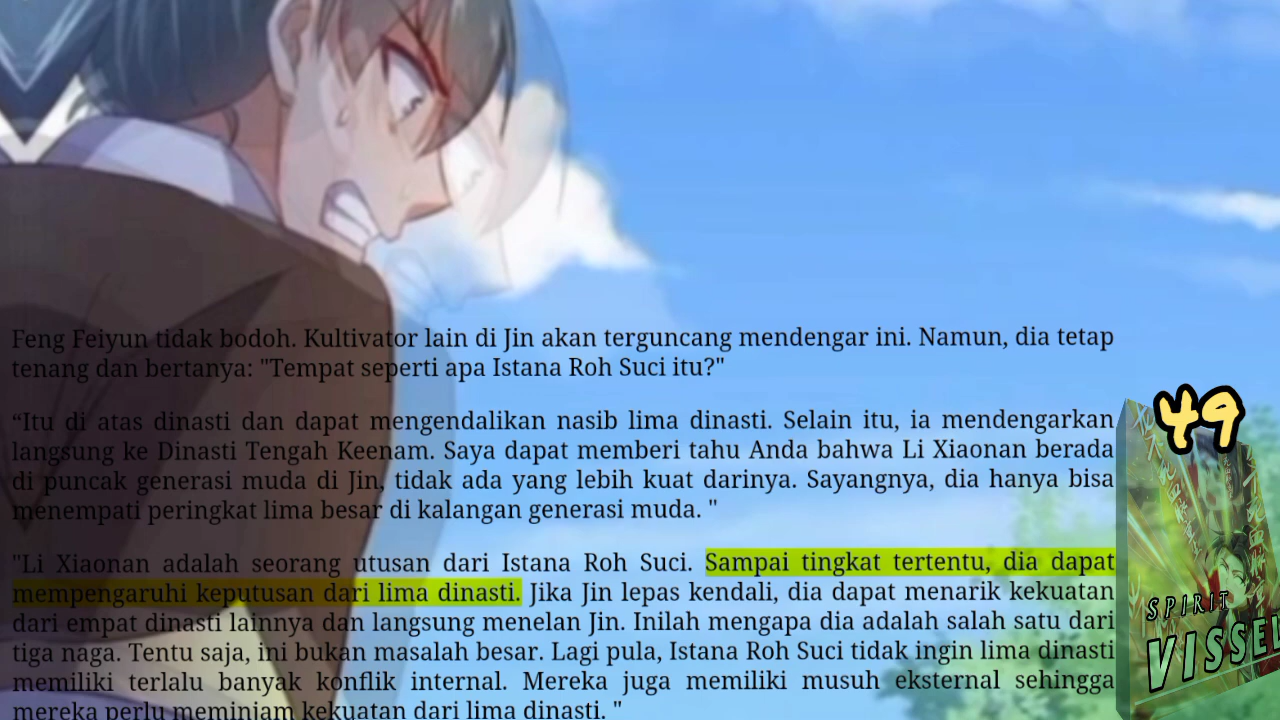 Feng Feiyun tidak bodoh. Kultivator lain di Jin akan terguncang mendengar ini. Namun, dia tetap
tenang dan bertanya: "Tempat seperti apa Istana Roh Suci itu?"
“Itu di atas dinasti dan dapat mengendalikan nasib lima dinasti. Selain itu, ia mendengarkan
langsung ke Dinasti Tengah Keenam. Saya dapat memberi tahu Anda bahwa Li Xiaonan berada
di puncak generasi muda di Jin, tidak ada yang lebih kuat darinya. Sayangnya, dia hanya bisa
menempati peringkat lima besar di kalangan generasi muda. "
"Li Xiaonan adalah seorang utusan dari Istana Roh Suci. Sampai tingkat tertentu, dia dapat
mempengaruhi keputusan dari lima dinasti. Jika Jin lepas kendali, dia dapat menarik kekuatan
dari empat dinasti lainnya dan langsung menelan Jin. Inilah mengapa dia adalah salah satu dari
tiga naga. Tentu saja, ini bukan masalah besar. Lagi pula, Istana Roh Suci tidak ingin lima dinasti
memiliki terlalu banyak konflik internal. Mereka juga memiliki musuh eksternal sehingga
mereka perlu meminjam kekuatan dari lima dinasti. "
49
SPIRIT
VISSEL